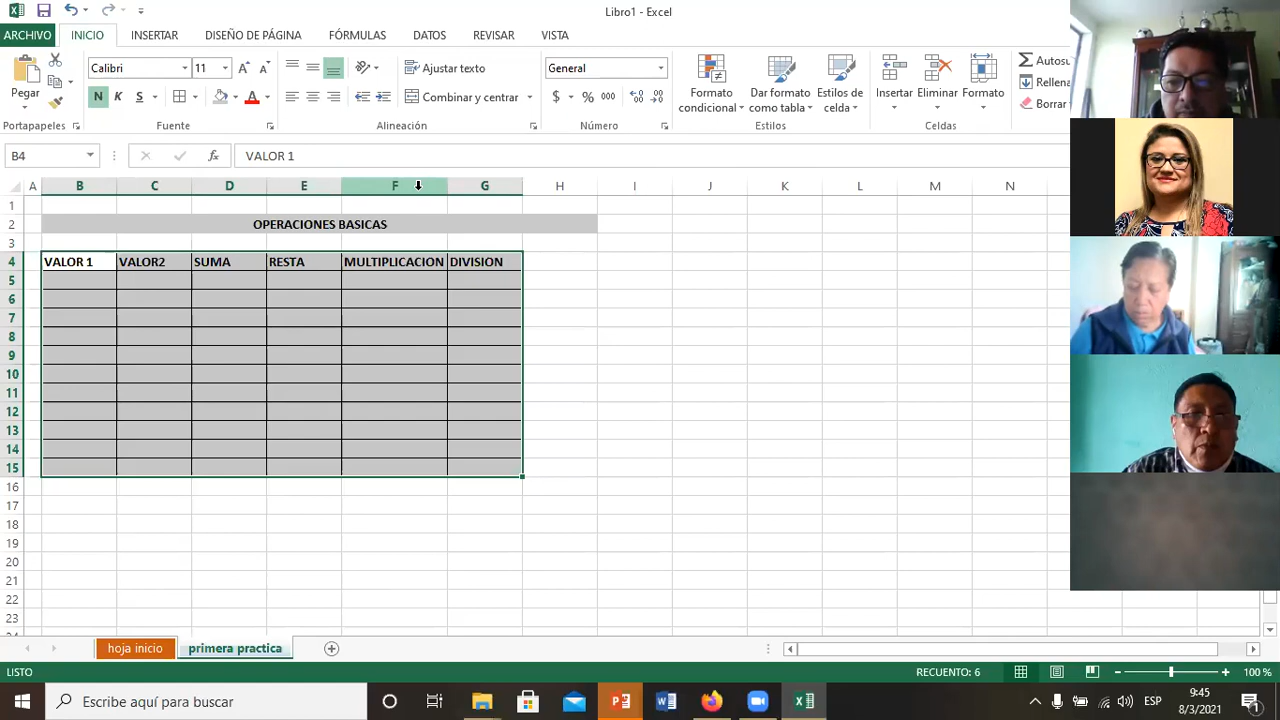 Libro1 - Excel
ARCHIVO INICIO INSERTAR DISEÑO DE PÁGINA FÓRMULAS DATOS REVISAR VISTA
Calibri 11 Ajustar texto General Autosu
Rellena
Pegar N K S Combinar y centrar $ % 000 Formato condicional Dar formato como tabla Estilos de celda Insertar Eliminar Formato Borrar
Portapapeles Fuente Alineación Número Estilos Celdas
B4 fx VALOR 1
A B C D E F G H I J K L M N
1
2 OPERACIONES BASICAS
3
4 VALOR 1 VALOR2 SUMA RESTA MULTIPLICACION DIVISION
5
6
7
8
9
10
11
12
13
14
15
16
17
18
19
20
21
22
23
hoja inicio primera practica
LISTO RECUENTO: 6 100 %
Escribe aquí para buscar ESP 9:45
8/3/2021